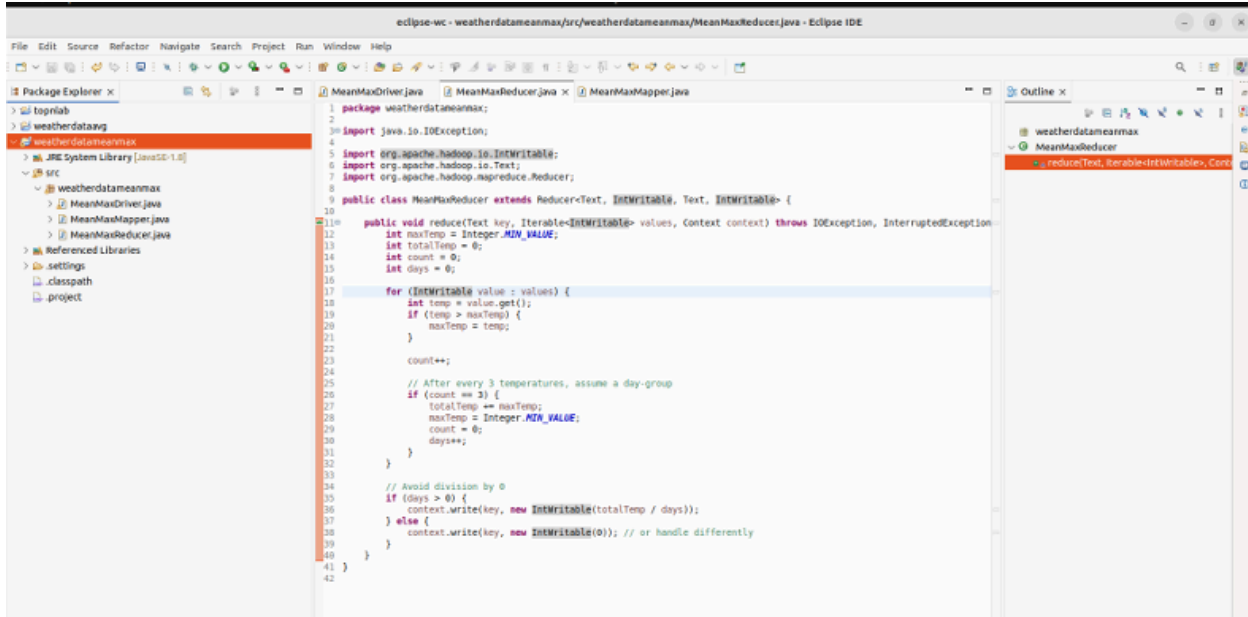 eclipse-wc - weatherdatameanmax/src/weatherdatameanmax/MeanMaxReducer.java - Eclipse IDE
File Edit Source Refactor Navigate Search Project Run Window Help
Package Explorer ×
topnlab
weatherdataavg
weatherdatameanmax
JRE System Library [JavaSE-1.8]
src
weatherdatameanmax
MeanMaxDriver.java
MeanMaxMapper.java
MeanMaxReducer.java
Referenced Libraries
.settings
.classpath
.project
MeanMaxDriver.java MeanMaxReducer.java × MeanMaxMapper.java
1 package weatherdatameanmax;
2
3 import java.io.IOException;
4
5 import org.apache.hadoop.io.IntWritable;
6 import org.apache.hadoop.io.Text;
7 import org.apache.hadoop.mapreduce.Reducer;
8
9 public class MeanMaxReducer extends Reducer<Text, IntWritable, Text, IntWritable> {
10
11 public void reduce(Text key, Iterable<IntWritable> values, Context context) throws IOException, InterruptedException
12 int maxTemp = Integer.MIN_VALUE;
13 int totalTemp = 0;
14 int count = 0;
15 int days = 0;
16
17 for (IntWritable value : values) {
18 int temp = value.get();
19 if (temp > maxTemp) {
20 maxTemp = temp;
21 }
22
23 count++;
24
25 // After every 3 temperatures, assume a day-group
26 if (count == 3) {
27 totalTemp += maxTemp;
28 maxTemp = Integer.MIN_VALUE;
29 count = 0;
30 days++;
31 }
32 }
33
34 // Avoid division by 0
35 if (days > 0) {
36 context.write(key, new IntWritable(totalTemp / days));
37 } else {
38 context.write(key, new IntWritable(0)); // or handle differently
39 }
40 }
41 }
42
Outline ×
weatherdatameanmax
MeanMaxReducer
reduce(Text, Iterable<IntWritable>, Cont